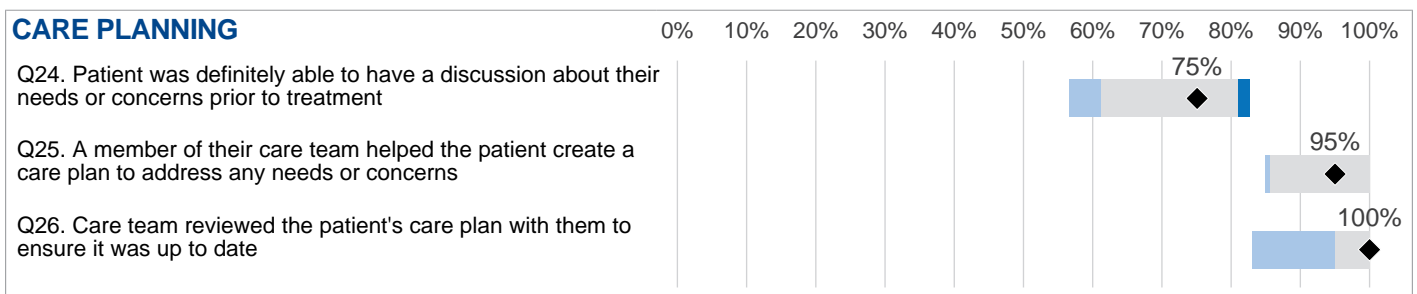 CARE PLANNING
0% 10% 20% 30% 40% 50% 60% 70% 80% 90% 100%
Q24. Patient was definitely able to have a discussion about their
needs or concerns prior to treatment
75%
Q25. A member of their care team helped the patient create a
care plan to address any needs or concerns
95%
Q26. Care team reviewed the patient's care plan with them to
ensure it was up to date
100%